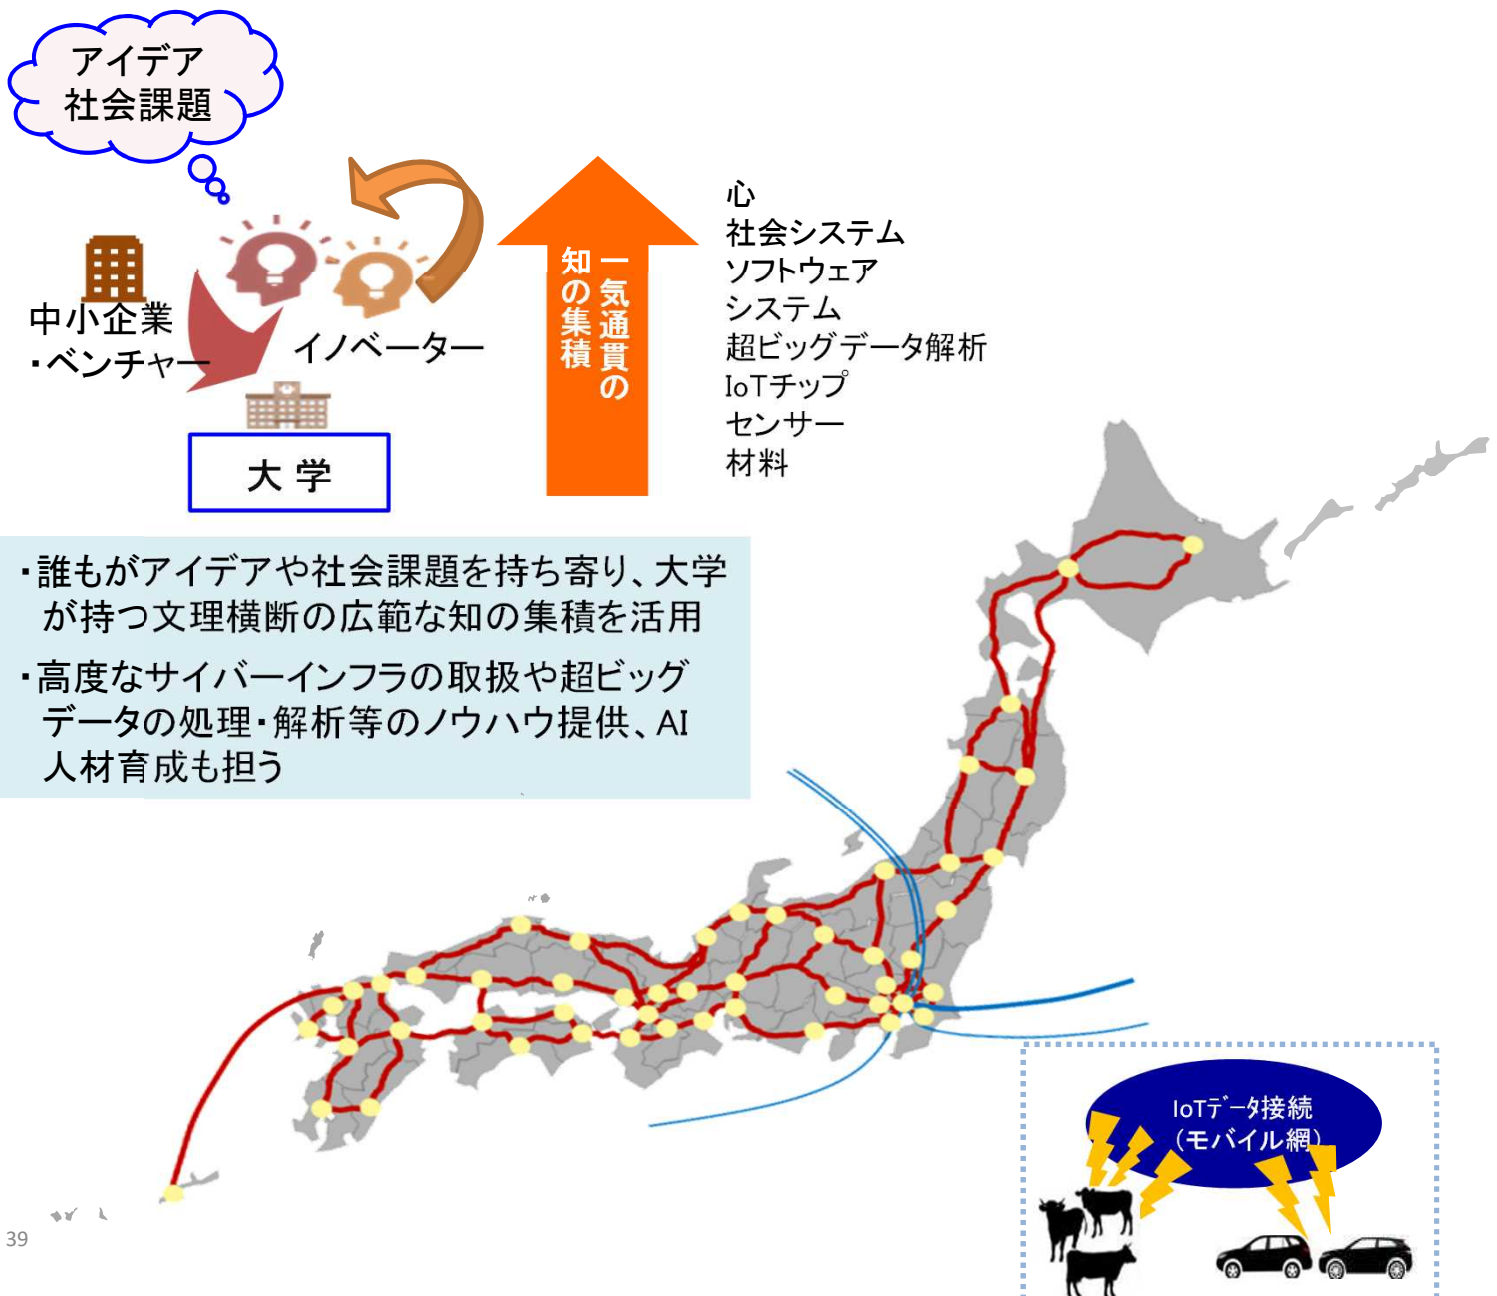 アイデア
社会課題
中小企業
・ベンチャー
イノベーター
大 学
一気通貫の
知の集積
心
社会システム
ソフトウェア
システム
超ビッグデータ解析
IoTチップ
センサー
材料
・誰もがアイデアや社会課題を持ち寄り、大学
が持つ文理横断の広範な知の集積を活用
・高度なサイバーインフラの取扱や超ビッグ
データの処理・解析等のノウハウ提供、AI
人材育成も担う
IoTﾃﾞｰﾀ接続
（モバイル網）
39